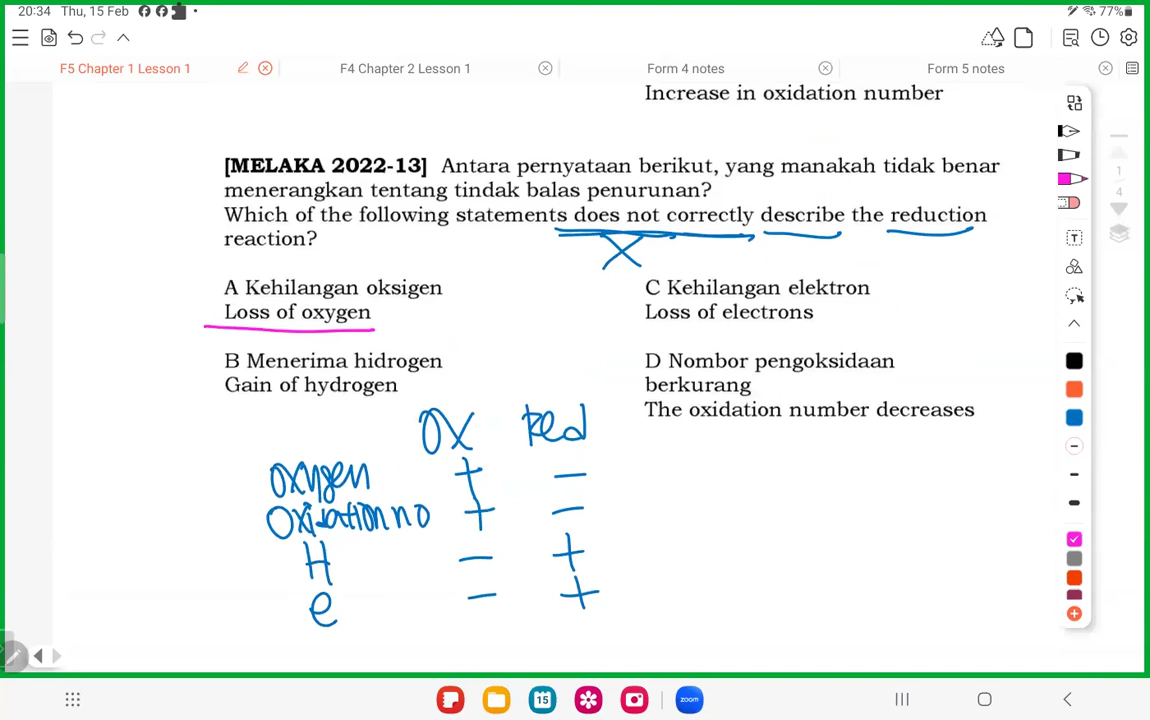 20:34 Thu, 15 Feb
77%
F5 Chapter 1 Lesson 1
F4 Chapter 2 Lesson 1
Form 4 notes
Form 5 notes
Increase in oxidation number
[MELAKA 2022-13] Antara pernyataan berikut, yang manakah tidak benar
menerangkan tentang tindak balas penurunan?
Which of the following statements does not correctly describe the reduction
reaction?
A Kehilangan oksigen
Loss of oxygen
B Menerima hidrogen
Gain of hydrogen
C Kehilangan elektron
Loss of electrons
D Nombor pengoksidaan
berkurang
The oxidation number decreases
OX Red
oxygen + −
Oxidation no + −
H − +
e − +
1
4
T
15
zoom